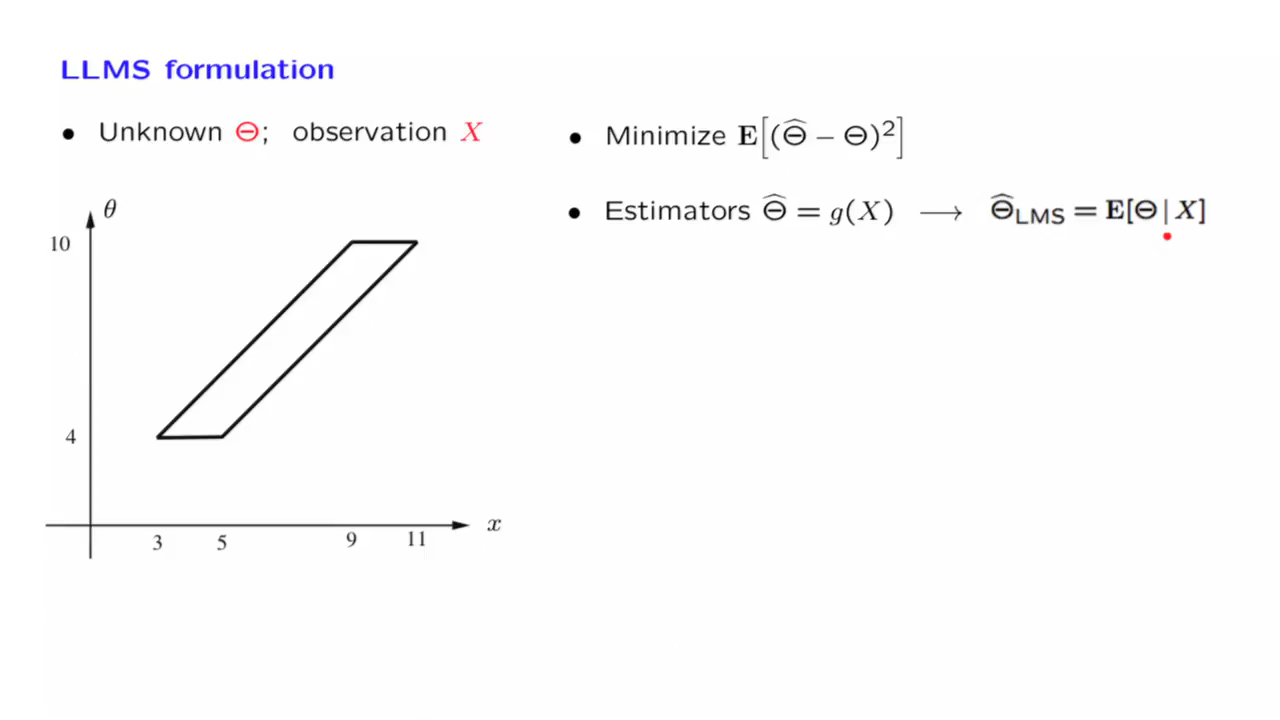 LLMS formulation
• Unknown Θ; observation X
• Minimize E[(Θ̂ − Θ)²]
• Estimators Θ̂ = g(X) ⟶ Θ̂LMS = E[Θ | X]
θ
10
4
x
3 5 9 11